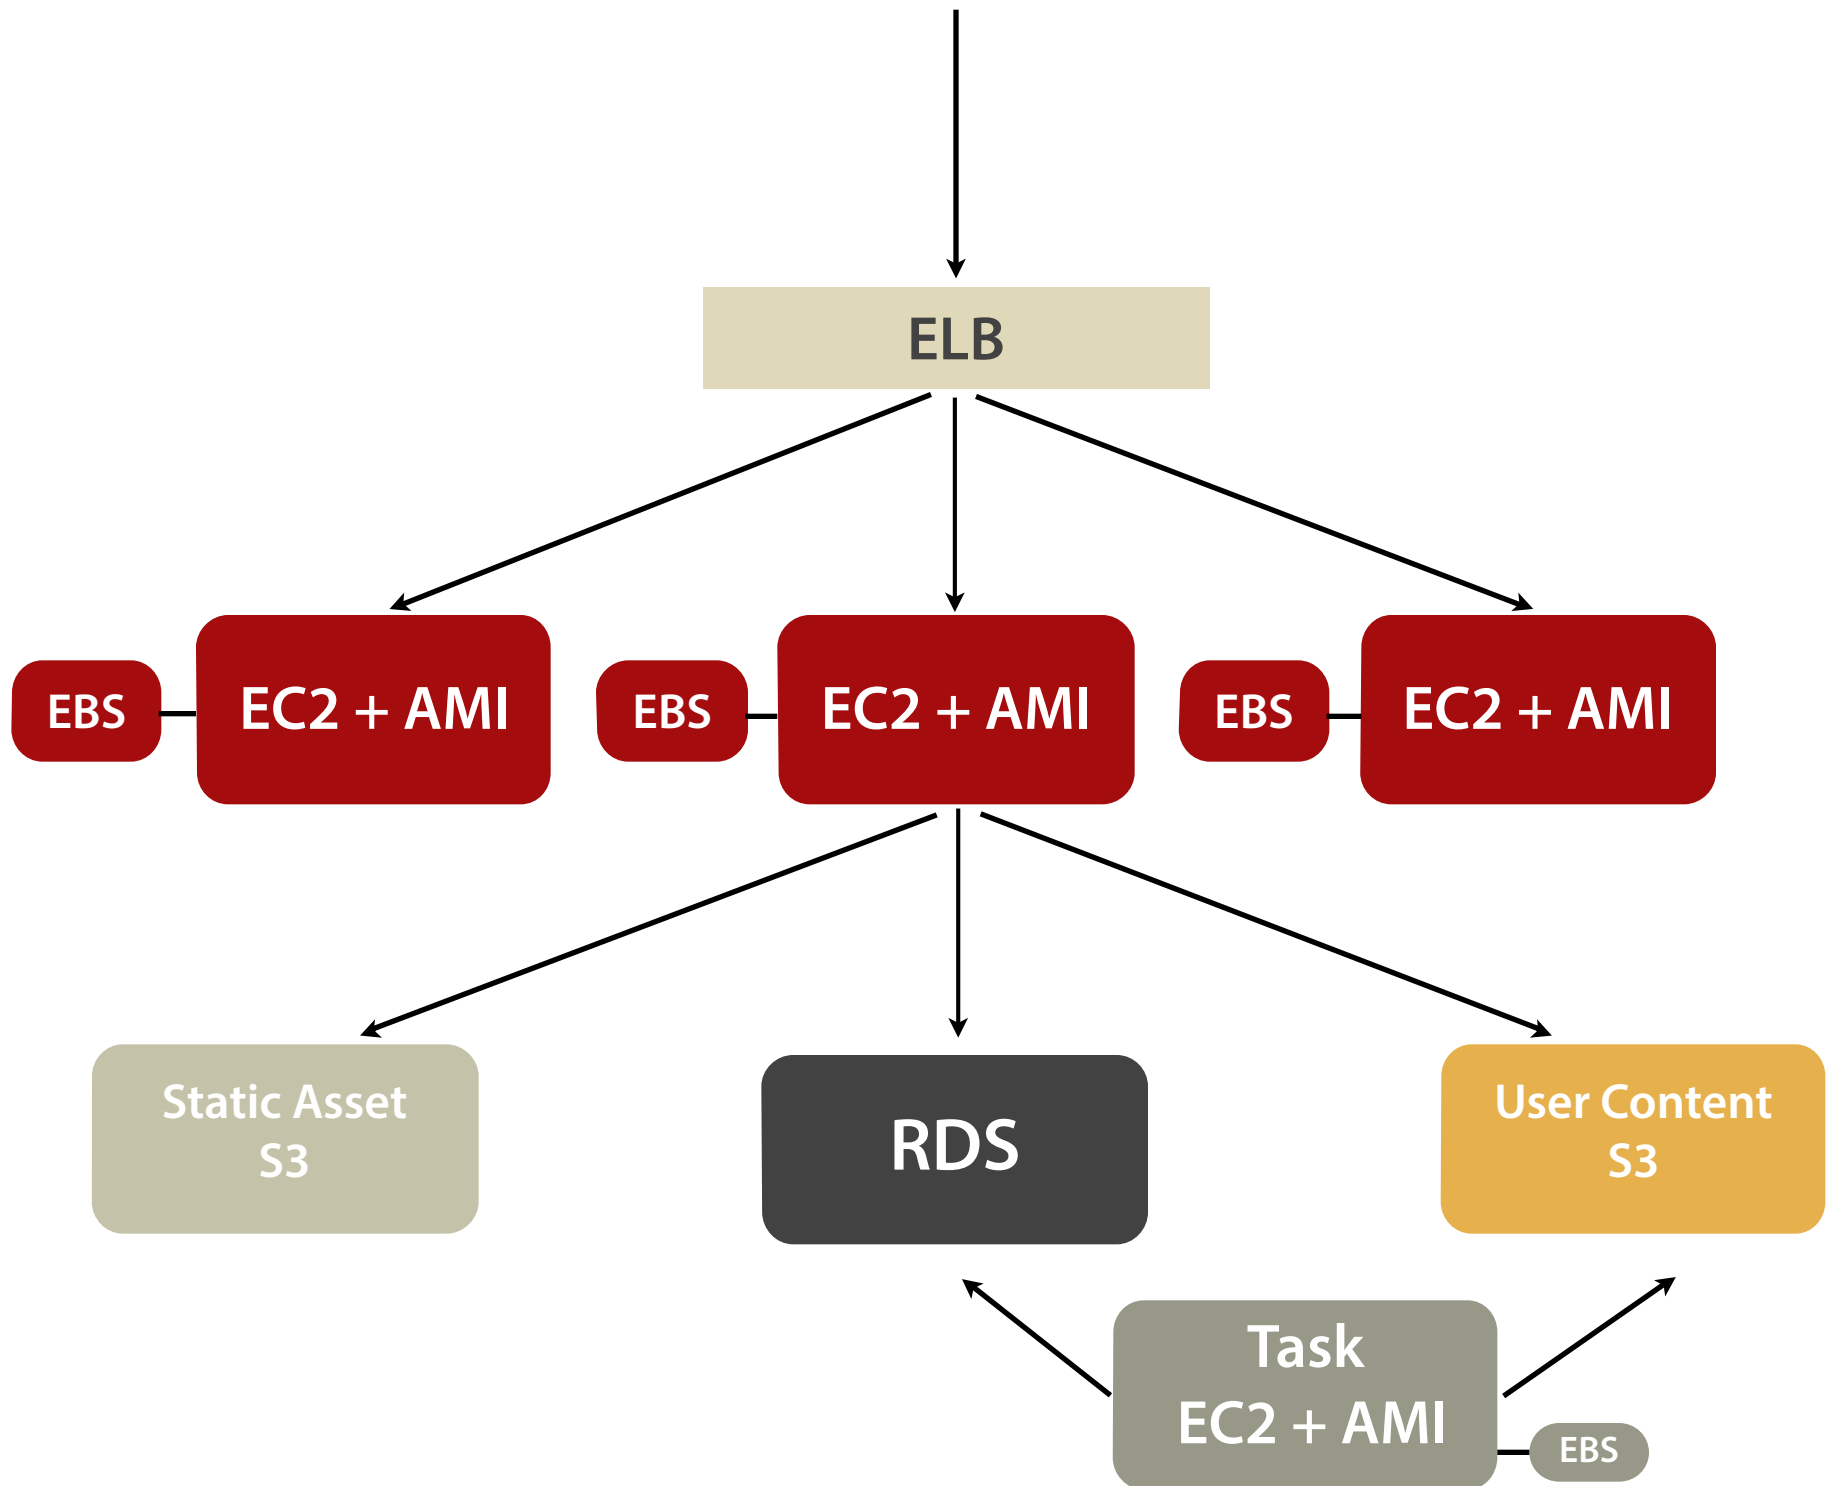 ELB
EBS
EC2 + AMI
EBS
EC2 + AMI
EBS
EC2 + AMI
Static Asset
S3
RDS
User Content
S3
Task
EC2 + AMI
EBS